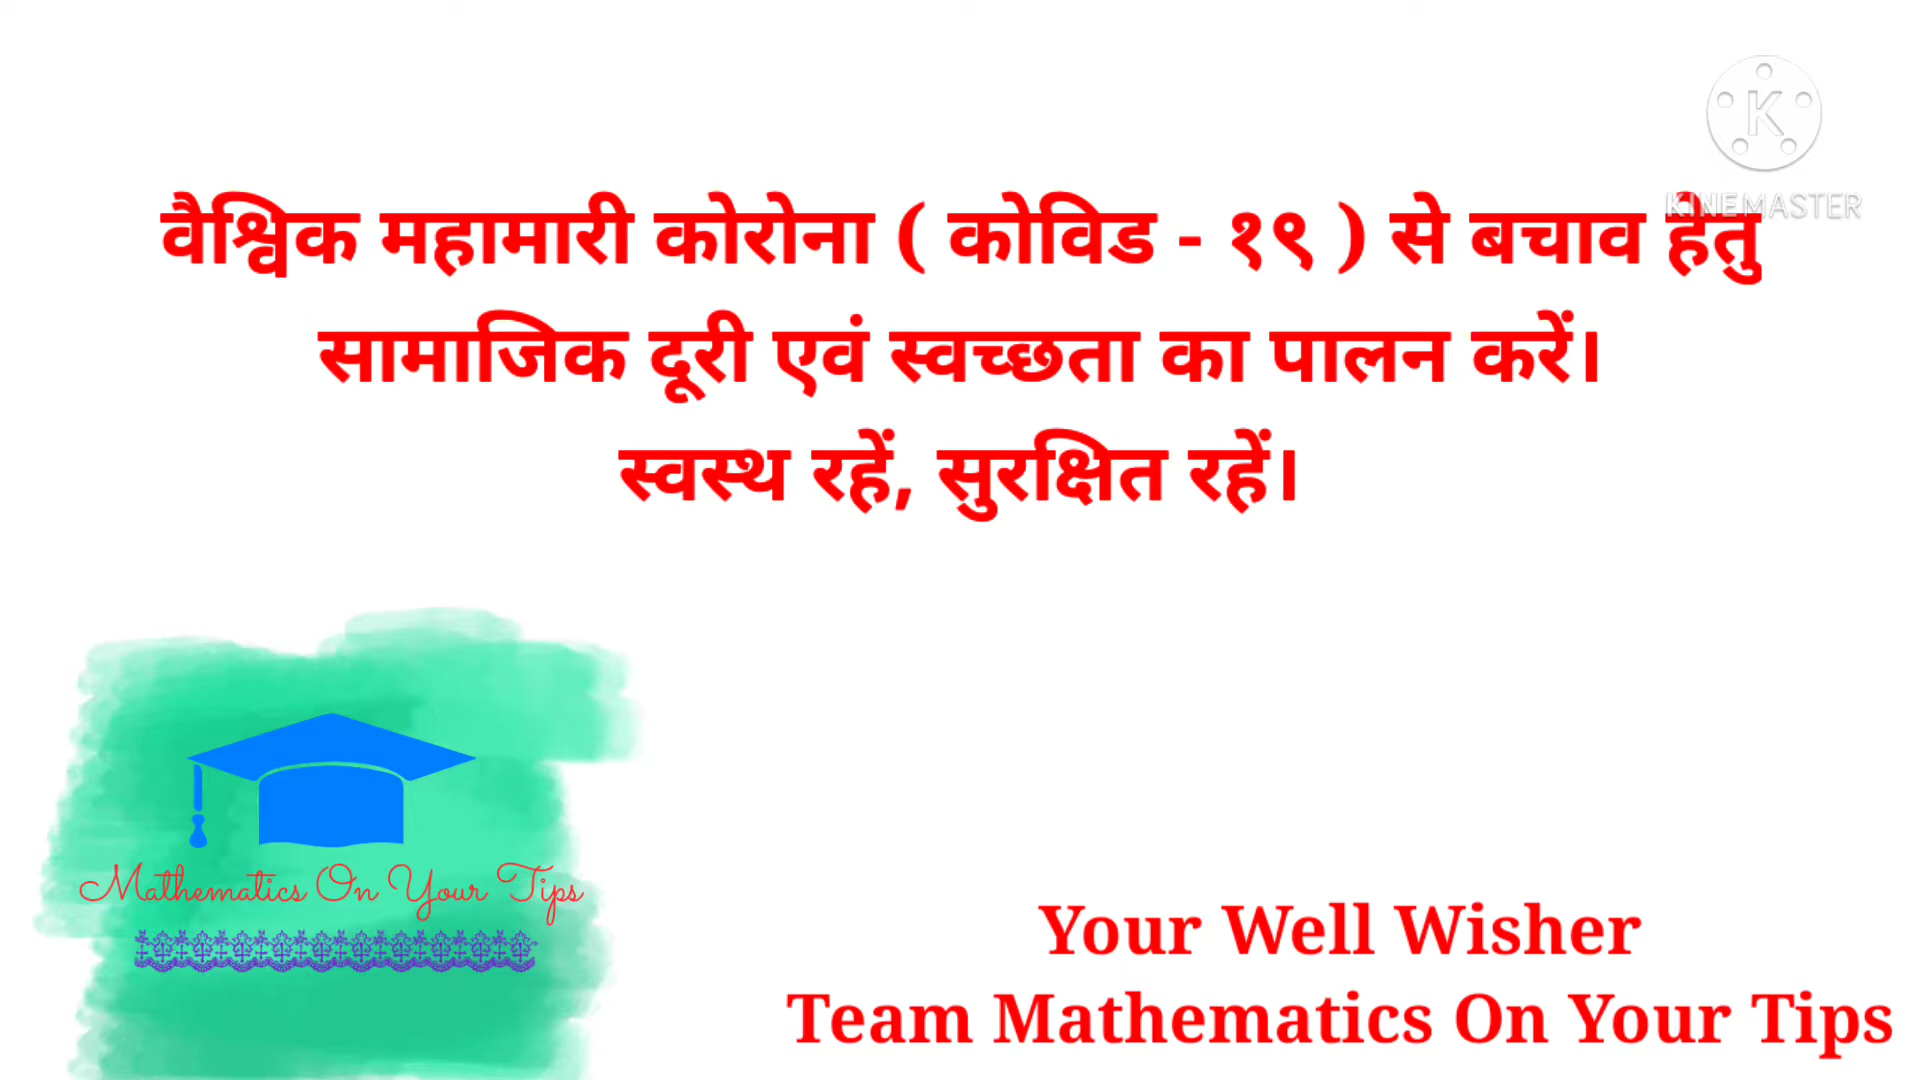 KINEMASTER
वैश्विक महामारी कोरोना ( कोविड - १९ ) से बचाव हेतु
सामाजिक दूरी एवं स्वच्छता का पालन करें।
स्वस्थ रहें, सुरक्षित रहें।
Mathematics On Your Tips
Your Well Wisher
Team Mathematics On Your Tips